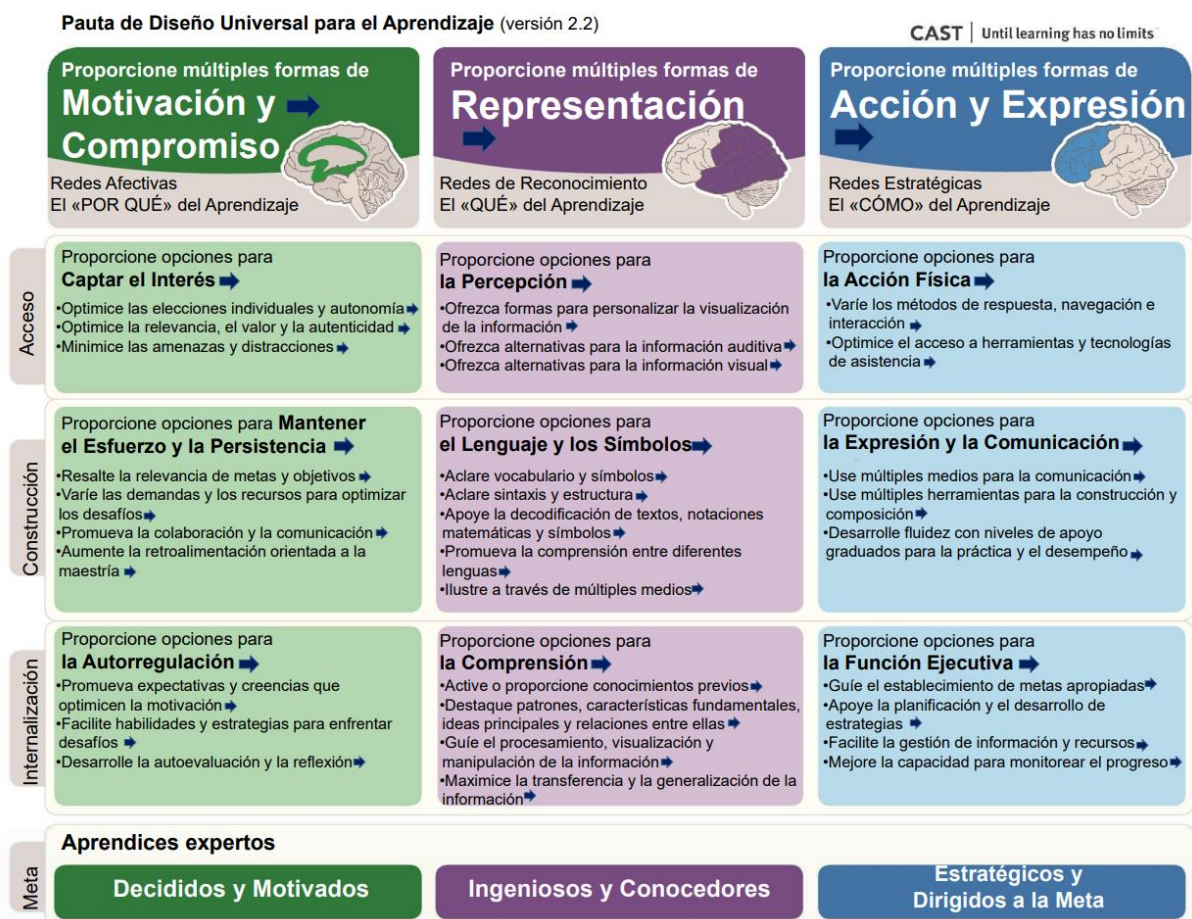 Pauta de Diseño Universal para el Aprendizaje (versión 2.2)
CAST | Until learning has no limits
Proporcione múltiples formas de
Motivación y
Compromiso
Redes Afectivas
El «POR QUÉ» del Aprendizaje
Proporcione múltiples formas de
Representación
Redes de Reconocimiento
El «QUÉ» del Aprendizaje
Proporcione múltiples formas de
Acción y Expresión
Redes Estratégicas
El «CÓMO» del Aprendizaje
Acceso
Proporcione opciones para
Captar el Interés
•Optimice las elecciones individuales y autonomía
•Optimice la relevancia, el valor y la autenticidad
•Minimice las amenazas y distracciones
Proporcione opciones para
la Percepción
•Ofrezca formas para personalizar la visualización
de la información
•Ofrezca alternativas para la información auditiva
•Ofrezca alternativas para la información visual
Proporcione opciones para
la Acción Física
•Varíe los métodos de respuesta, navegación e
interacción
•Optimice el acceso a herramientas y tecnologías
de asistencia
Construcción
Proporcione opciones para Mantener
el Esfuerzo y la Persistencia
•Resalte la relevancia de metas y objetivos
•Varíe las demandas y los recursos para optimizar
los desafíos
•Promueva la colaboración y la comunicación
•Aumente la retroalimentación orientada a la
maestría
Proporcione opciones para
el Lenguaje y los Símbolos
•Aclare vocabulario y símbolos
•Aclare sintaxis y estructura
•Apoye la decodificación de textos, notaciones
matemáticas y símbolos
•Promueva la comprensión entre diferentes
lenguas
•Ilustre a través de múltiples medios
Proporcione opciones para
la Expresión y la Comunicación
•Use múltiples medios para la comunicación
•Use múltiples herramientas para la construcción y
composición
•Desarrolle fluidez con niveles de apoyo
graduados para la práctica y el desempeño
Internalización
Proporcione opciones para
la Autorregulación
•Promueva expectativas y creencias que
optimicen la motivación
•Facilite habilidades y estrategias para enfrentar
desafíos
•Desarrolle la autoevaluación y la reflexión
Proporcione opciones para
la Comprensión
•Active o proporcione conocimientos previos
•Destaque patrones, características fundamentales,
ideas principales y relaciones entre ellas
•Guíe el procesamiento, visualización y
manipulación de la información
•Maximice la transferencia y la generalización de la
información
Proporcione opciones para
la Función Ejecutiva
•Guíe el establecimiento de metas apropiadas
•Apoye la planificación y el desarrollo de
estrategias
•Facilite la gestión de información y recursos
•Mejore la capacidad para monitorear el progreso
Meta
Aprendices expertos
Decididos y Motivados
Ingeniosos y Conocedores
Estratégicos y
Dirigidos a la Meta